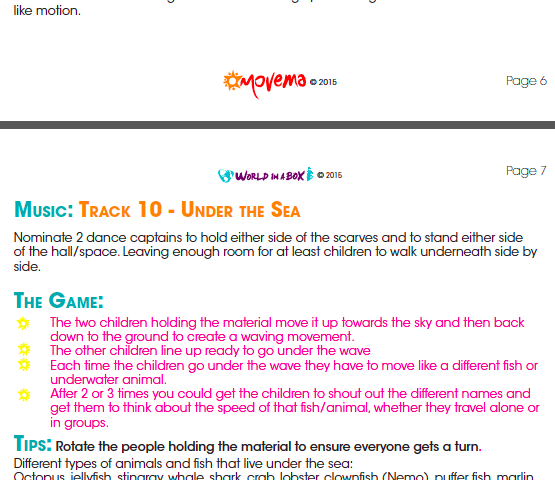 like motion.
Movema © 2015
Page 6
World in a Box © 2015
Page 7
Music: Track 10 - Under the Sea
Nominate 2 dance captains to hold either side of the scarves and to stand either side
of the hall/space. Leaving enough room for at least children to walk underneath side by
side.
The Game:
The two children holding the material move it up towards the sky and then back
down to the ground to create a waving movement.
The other children line up ready to go under the wave
Each time the children go under the wave they have to move like a different fish or
underwater animal.
After 2 or 3 times you could get the children to shout out the different names and
get them to think about the speed of that fish/animal, whether they travel alone or
in groups.
Tips: Rotate the people holding the material to ensure everyone gets a turn.
Different types of animals and fish that live under the sea:
Octopus, jellyfish, stingray, whale, shark, crab, lobster, clownfish (Nemo), puffer fish, marlin,